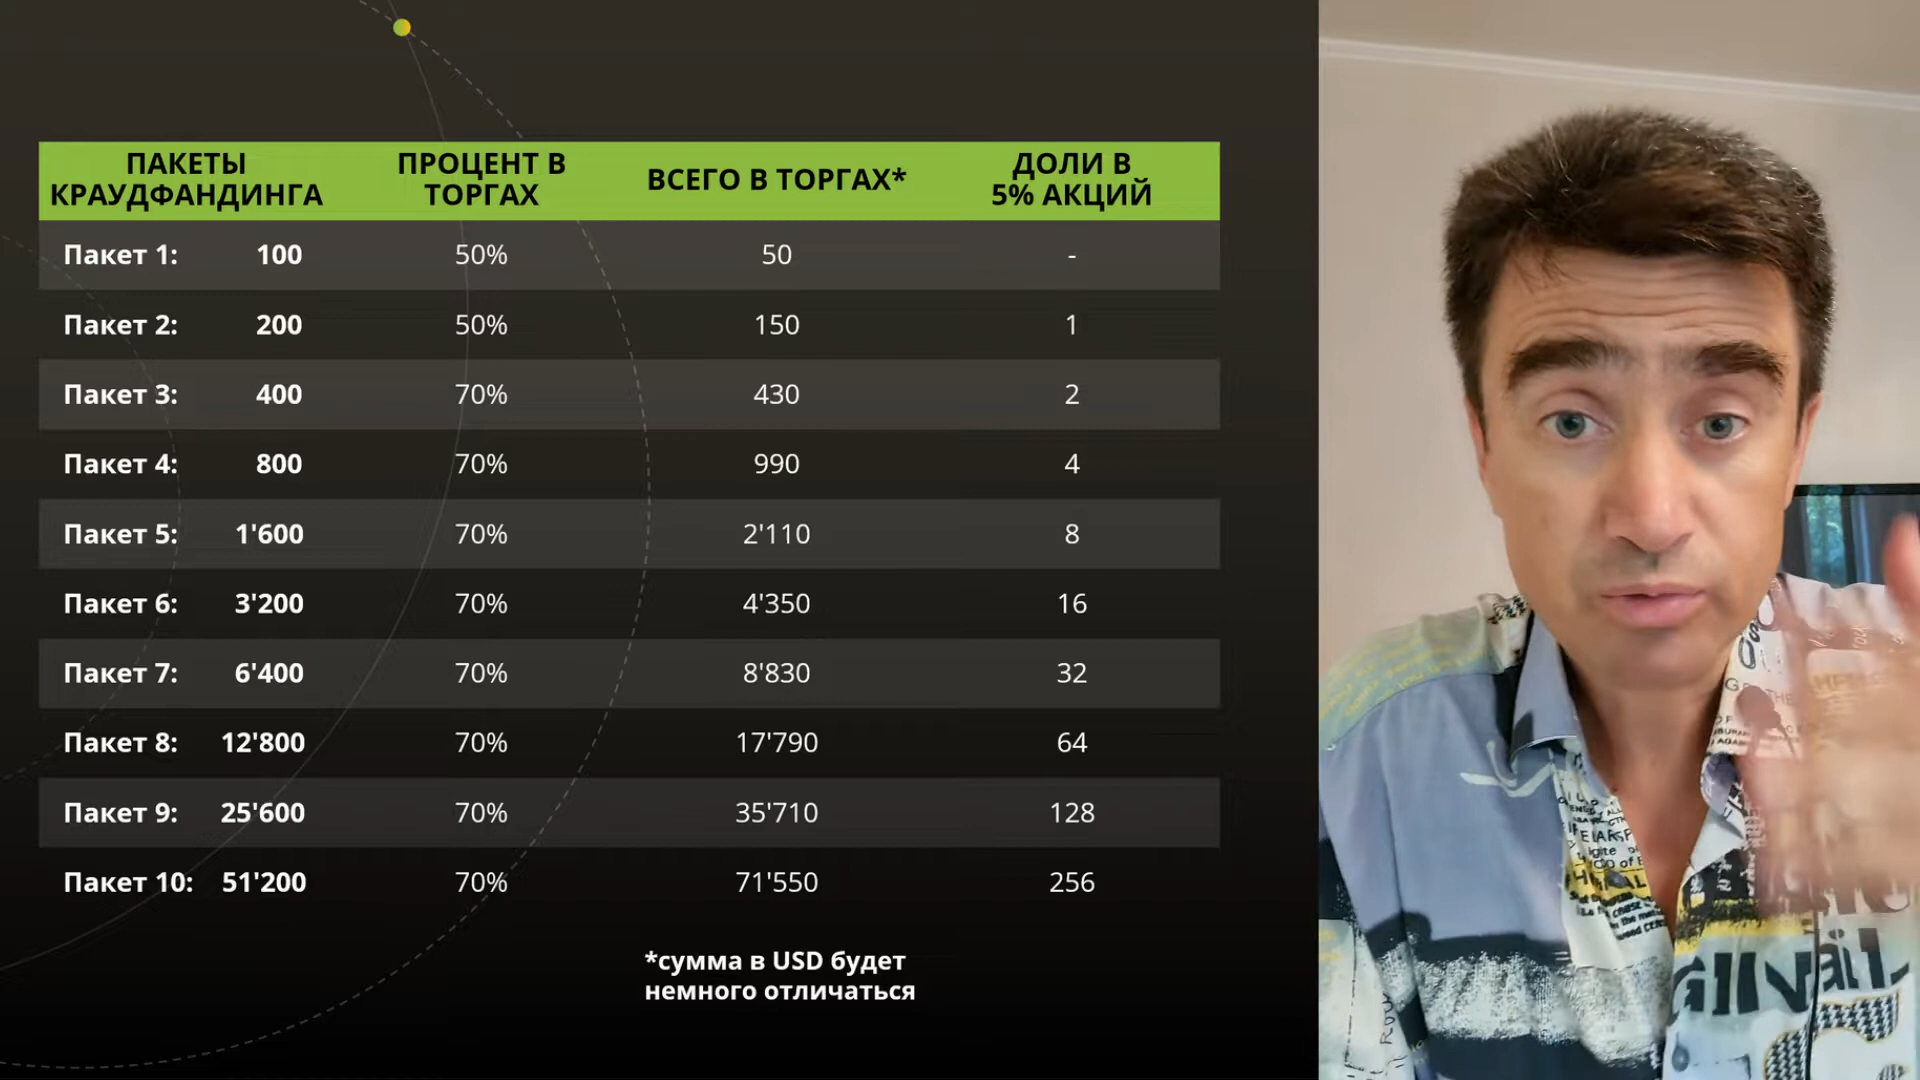 ПАКЕТЫ КРАУДФАНДИНГА ПРОЦЕНТ В ТОРГАХ ВСЕГО В ТОРГАХ* ДОЛИ В 5% АКЦИЙ
Пакет 1: 100 50% 50 -
Пакет 2: 200 50% 150 1
Пакет 3: 400 70% 430 2
Пакет 4: 800 70% 990 4
Пакет 5: 1'600 70% 2'110 8
Пакет 6: 3'200 70% 4'350 16
Пакет 7: 6'400 70% 8'830 32
Пакет 8: 12'800 70% 17'790 64
Пакет 9: 25'600 70% 35'710 128
Пакет 10: 51'200 70% 71'550 256
*сумма в USD будет
немного отличаться